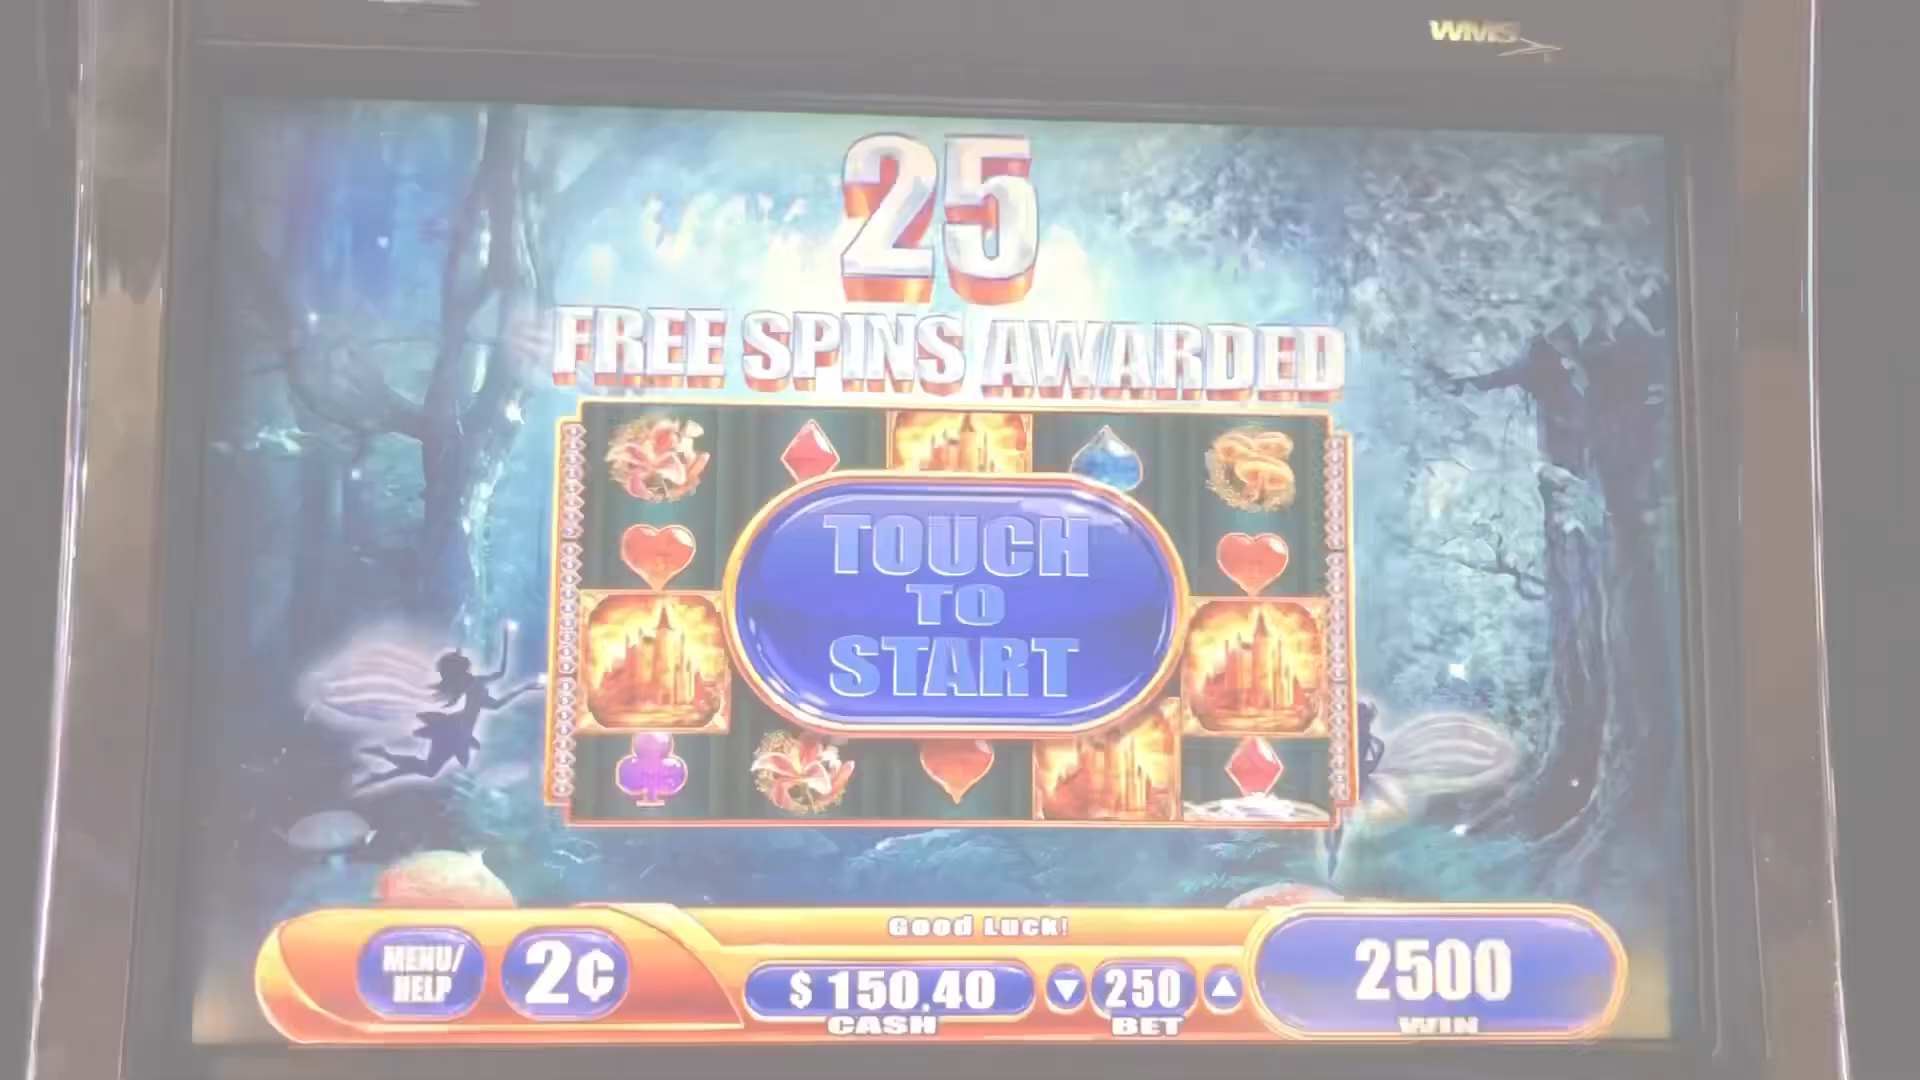 WMS
25
FREE SPINS AWARDED
TOUCH
TO
START
Good Luck!
MENU/
HELP
2¢
$ 150.40
CASH
250
BET
2500
WIN